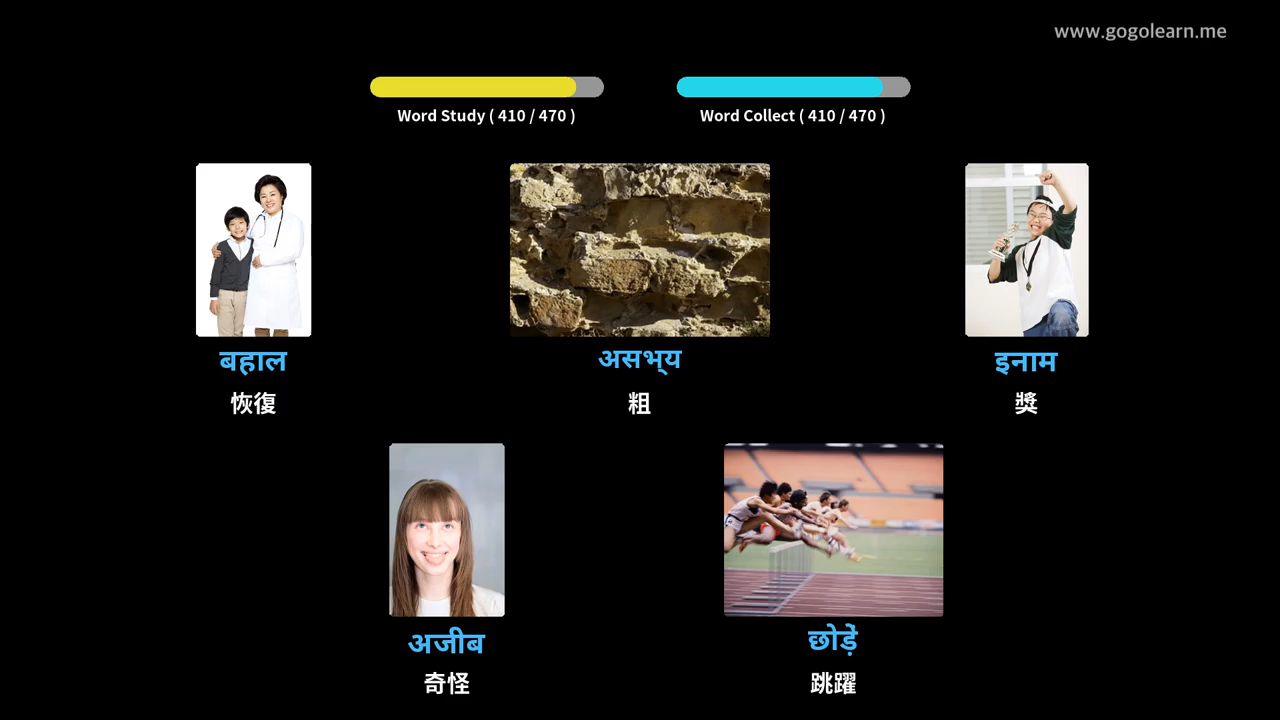 www.gogolearn.me
Word Study ( 410 / 470 )
Word Collect ( 410 / 470 )
बहाल
असभ्य
इनाम
恢復
粗
獎
अजीब
छोड़ें
奇怪
跳躍